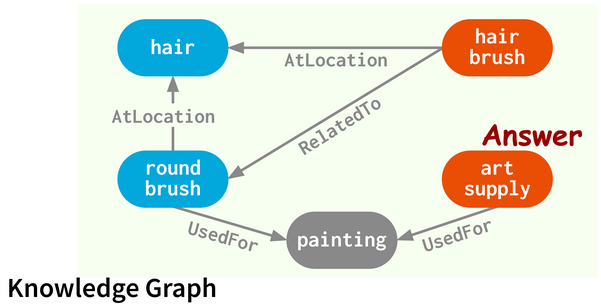 hair
hair
brush
AtLocation
AtLocation
RelatedTo
Answer
round
brush
art
supply
UsedFor
painting
UsedFor
Knowledge Graph